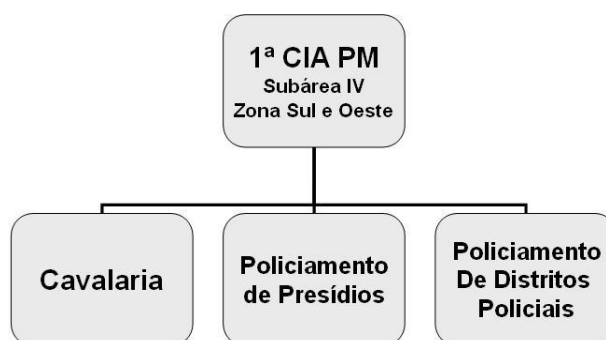 1ª CIA PM
Subárea IV
Zona Sul e Oeste
Cavalaria
Policiamento
de Presídios
Policiamento
De Distritos
Policiais